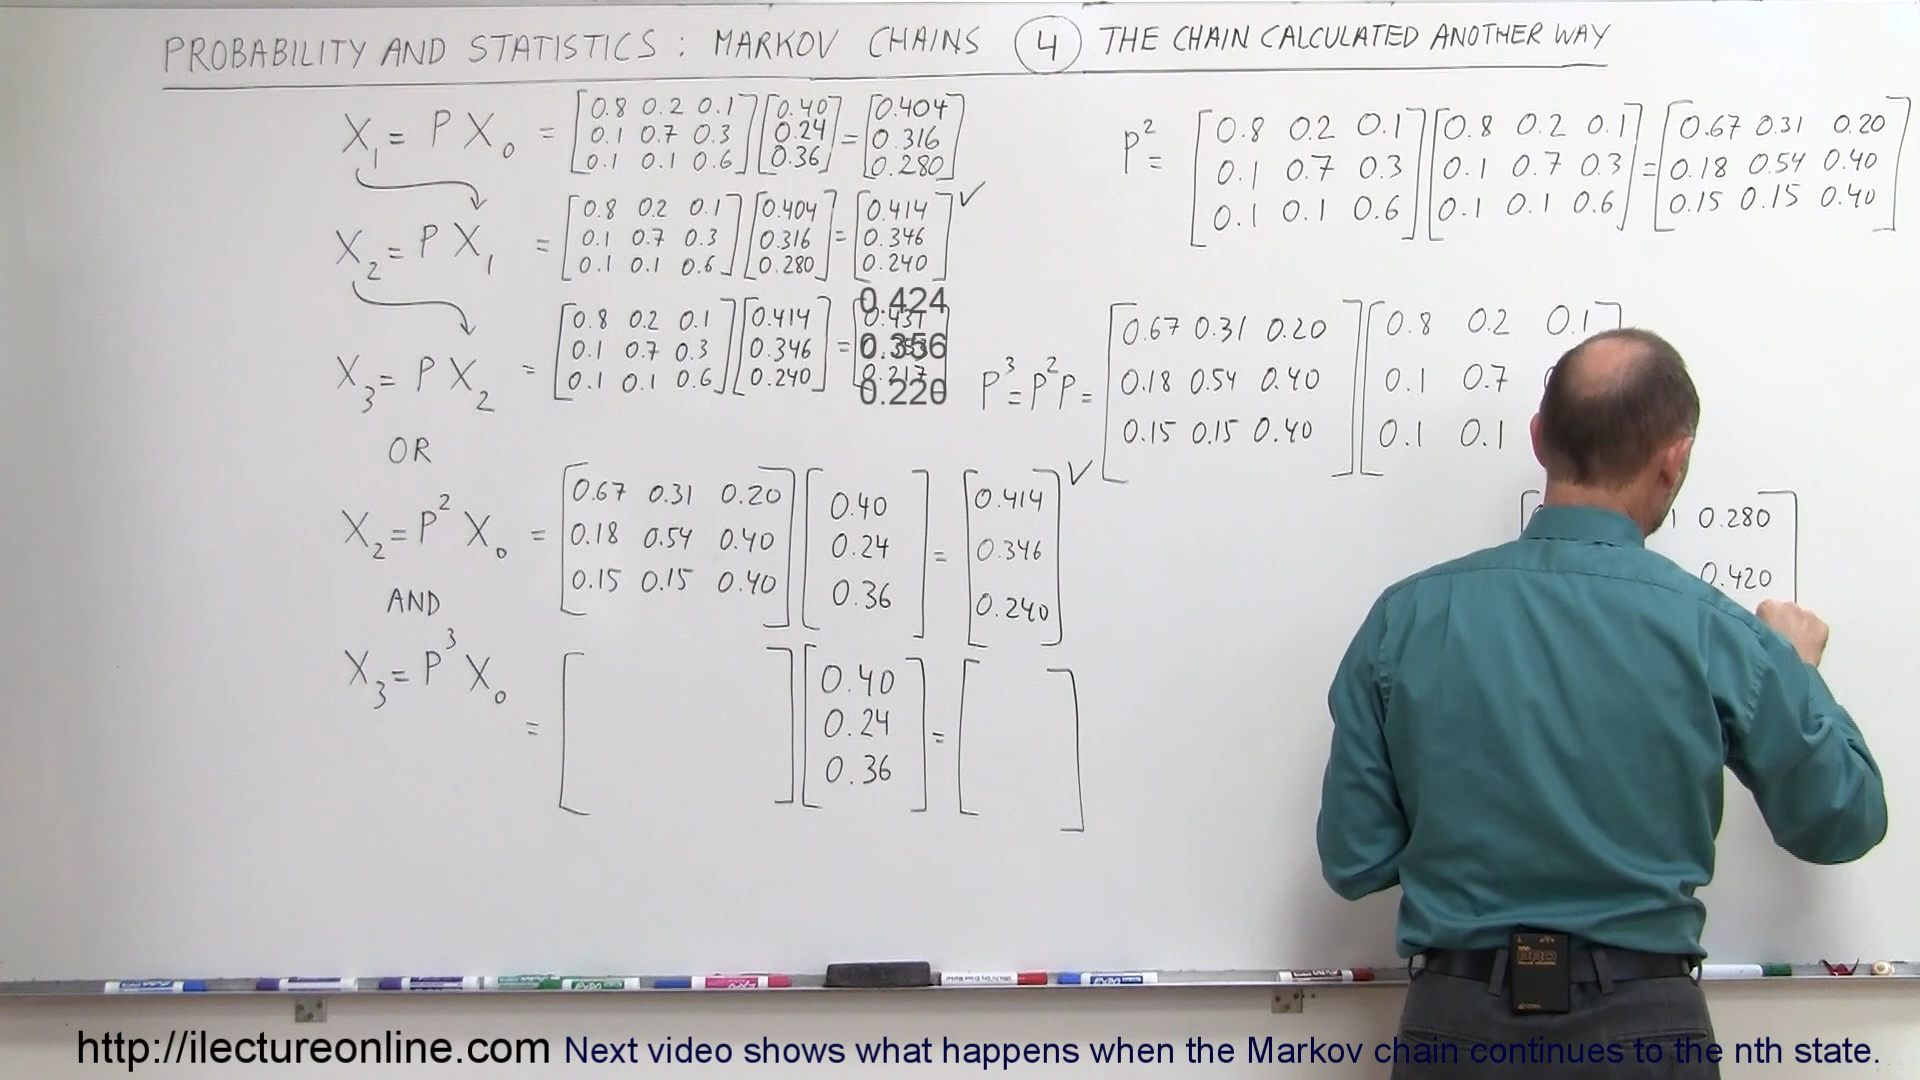 PROBABILITY AND STATISTICS : MARKOV CHAINS 4 THE CHAIN CALCULATED ANOTHER WAY
X₁ = P X₀ = [0.8 0.2 0.1] [0.40] = [0.404]
0.1 0.7 0.3 0.24 0.316
0.1 0.1 0.6 0.36 0.280
X₂ = P X₁ = [0.8 0.2 0.1] [0.404] = [0.414] ✓
0.1 0.7 0.3 0.316 0.346
0.1 0.1 0.6 0.280 0.240
X₃ = P X₂ = [0.8 0.2 0.1] [0.414] = 0.424
0.1 0.7 0.3 0.346 0.356
0.1 0.1 0.6 0.240 0.220
OR
X₂ = P² X₀ = [0.67 0.31 0.20] [0.40] = [0.414] ✓
0.18 0.54 0.40 0.24 0.346
0.15 0.15 0.40 0.36 0.240
AND
X₃ = P³ X₀ = [ ] [0.40] = [ ]
0.24
0.36
P² = [0.8 0.2 0.1] [0.8 0.2 0.1] = [0.67 0.31 0.20]
0.1 0.7 0.3 0.1 0.7 0.3 0.18 0.54 0.40
0.1 0.1 0.6 0.1 0.1 0.6 0.15 0.15 0.40
P³ = P² P = [0.67 0.31 0.20] [0.8 0.2 0.1]
0.18 0.54 0.40 0.1 0.7
0.15 0.15 0.40 0.1 0.1
0.280
0.420
http://ilectureonline.com Next video shows what happens when the Markov chain continues to the nth state.